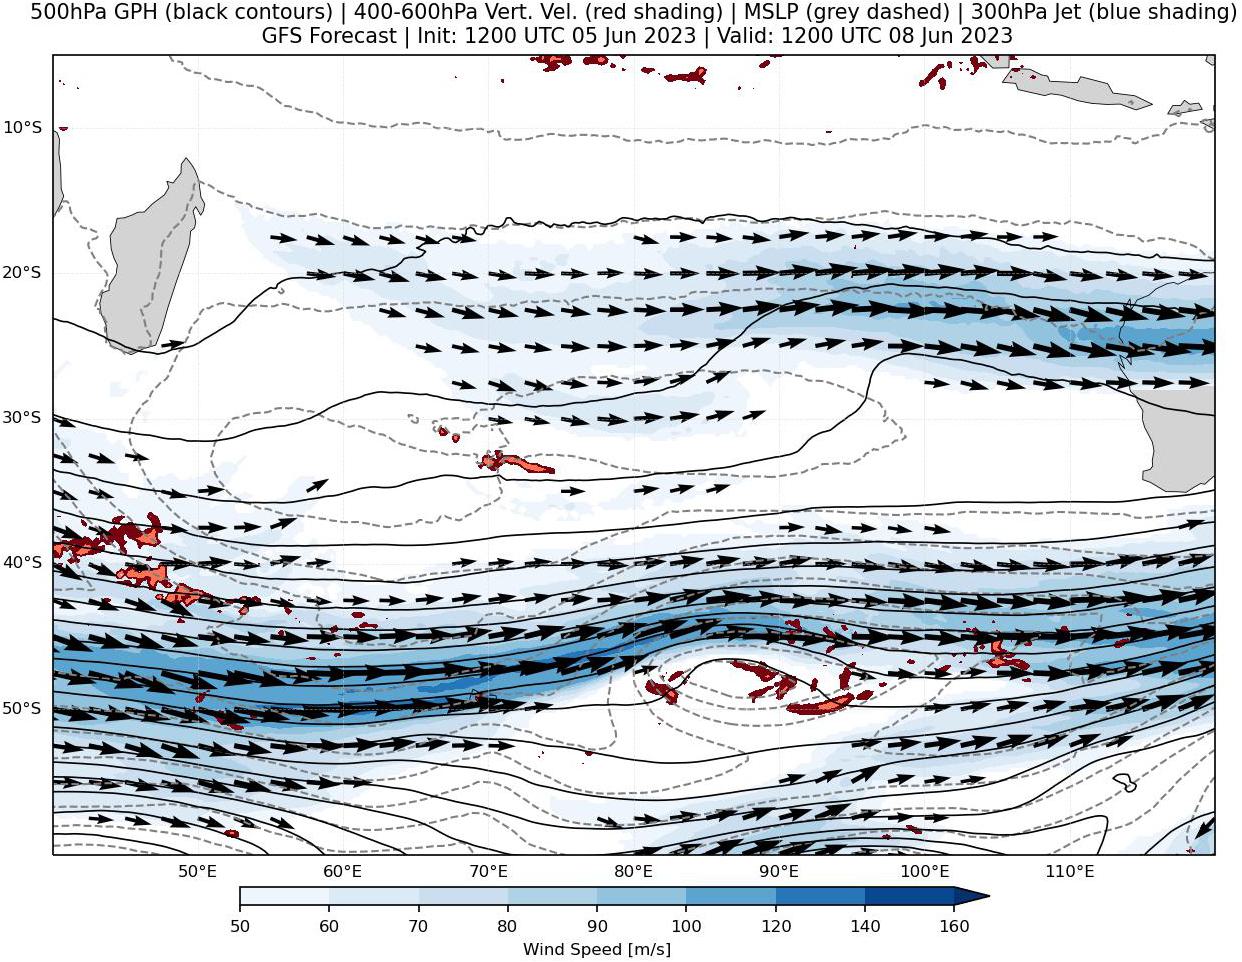 500hPa GPH (black contours) | 400-600hPa Vert. Vel. (red shading) | MSLP (grey dashed) | 300hPa Jet (blue shading)
GFS Forecast | Init: 1200 UTC 05 Jun 2023 | Valid: 1200 UTC 08 Jun 2023
10°S
20°S
30°S
40°S
50°S
50°E 60°E 70°E 80°E 90°E 100°E 110°E
50 60 70 80 90 100 120 140 160
Wind Speed [m/s]